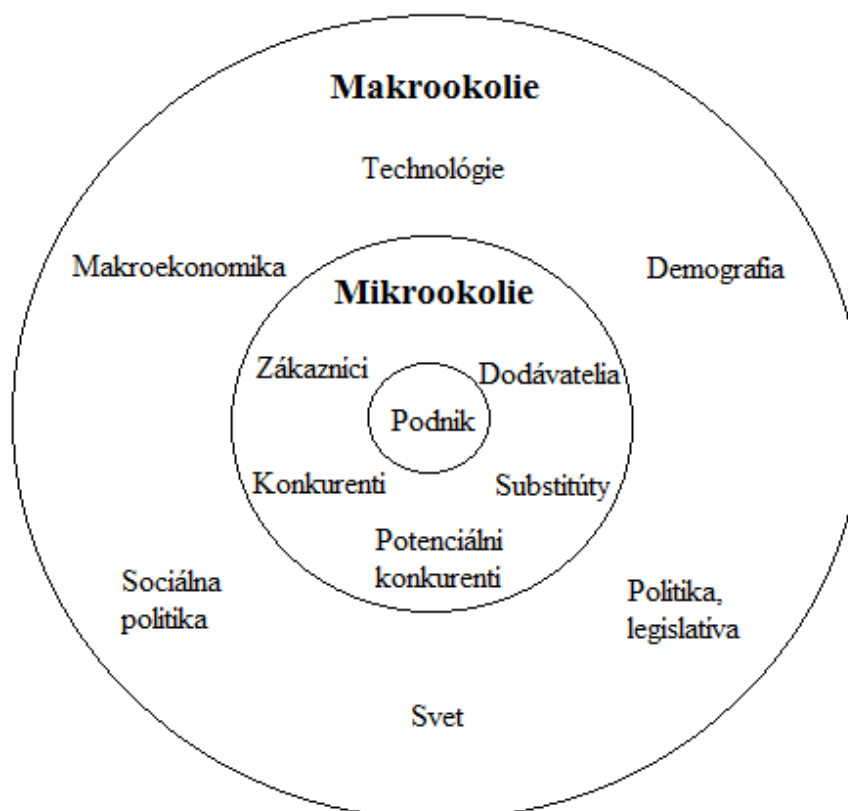 Makrookolie
Technológie
Makroekonomika
Demografia
Mikrookolie
Zákazníci
Dodávatelia
Podnik
Konkurenti
Substitúty
Potenciálni
konkurenti
Sociálna
politika
Politika,
legislatíva
Svet